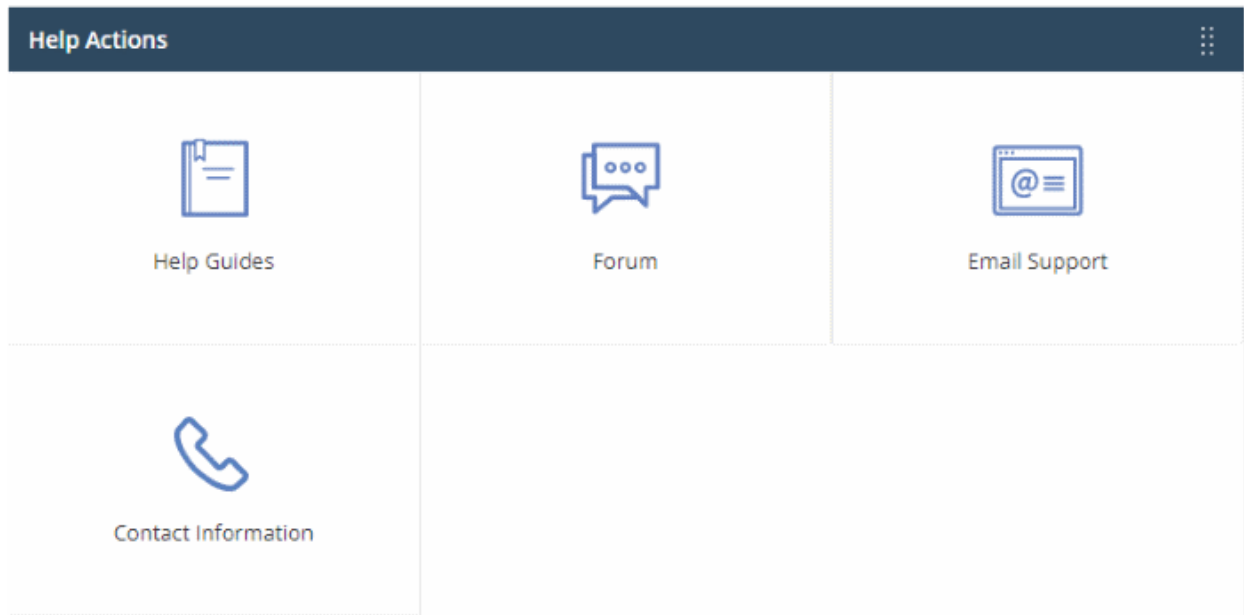 Help Actions
Help Guides
Forum
Email Support
Contact Information